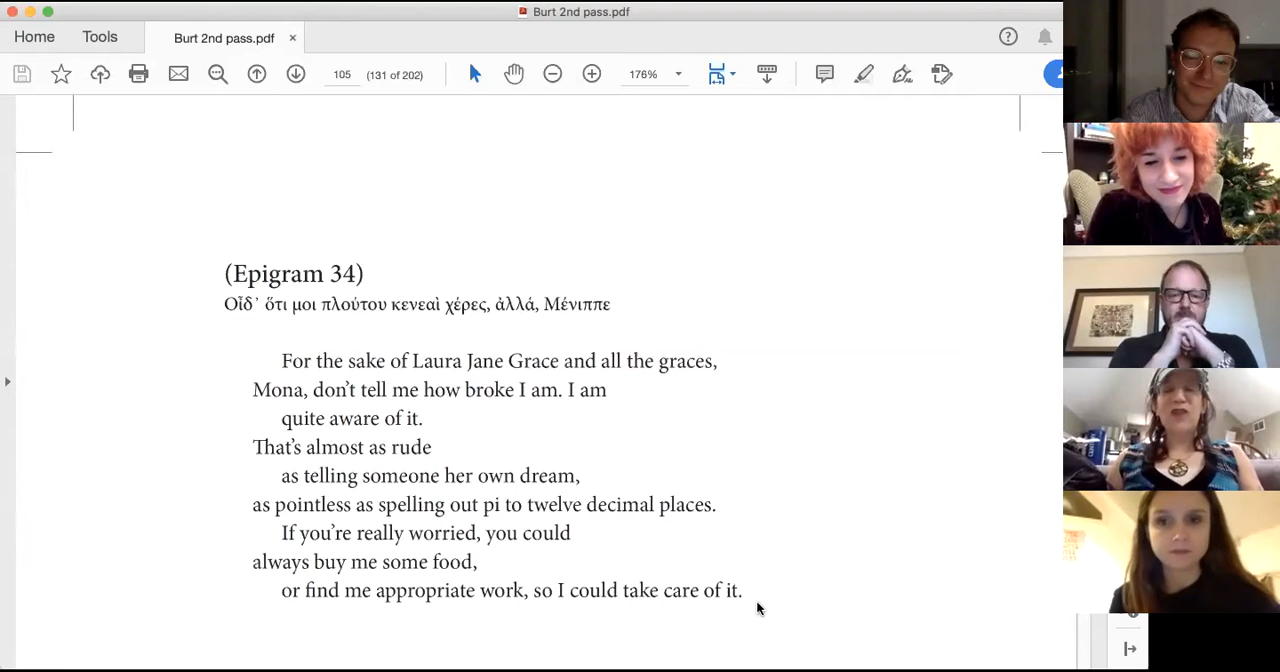 Burt 2nd pass.pdf
Home Tools Burt 2nd pass.pdf ×
105 (131 of 202) 176%
(Epigram 34)
Οἶδ᾽ ὅτι μοι πλούτου κενεαὶ χέρες, ἀλλά, Μένιππε
For the sake of Laura Jane Grace and all the graces,
Mona, don’t tell me how broke I am. I am
quite aware of it.
That’s almost as rude
as telling someone her own dream,
as pointless as spelling out pi to twelve decimal places.
If you’re really worried, you could
always buy me some food,
or find me appropriate work, so I could take care of it.